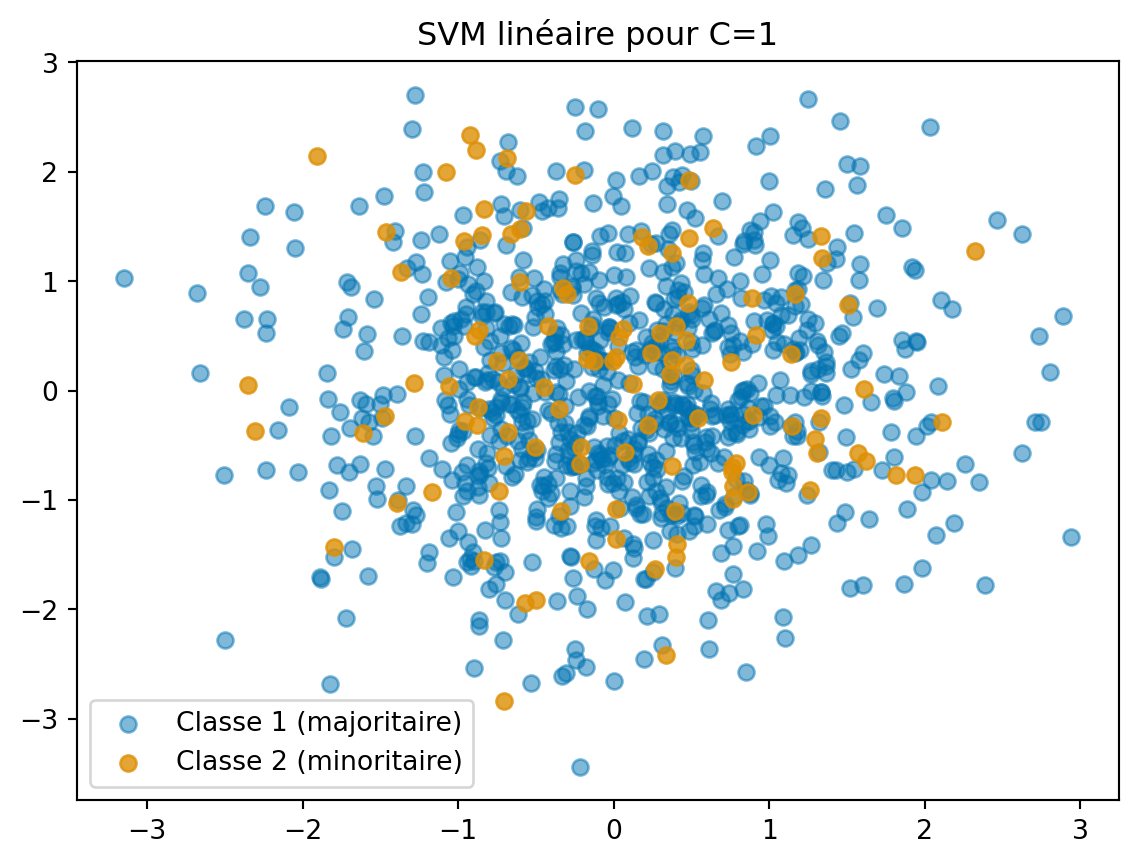 SVM linéaire pour C=1
3
2
1
0
−1
−2
−3
Classe 1 (majoritaire)
Classe 2 (minoritaire)
−3 −2 −1 0 1 2 3